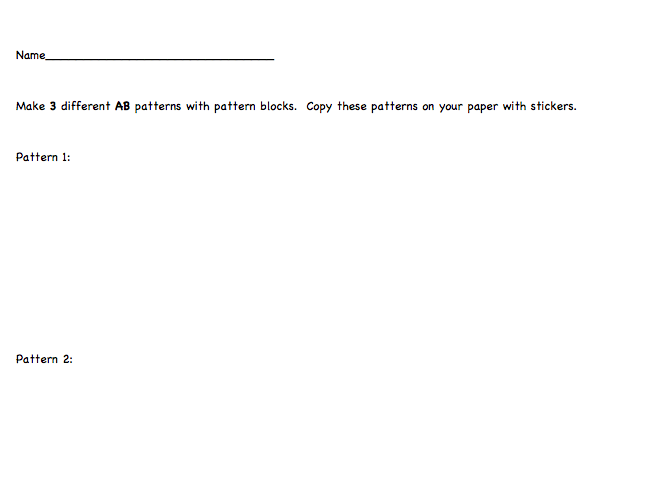 Name___________________________________
Make 3 different AB patterns with pattern blocks.  Copy these patterns on your paper with stickers.
Pattern 1:
Pattern 2: